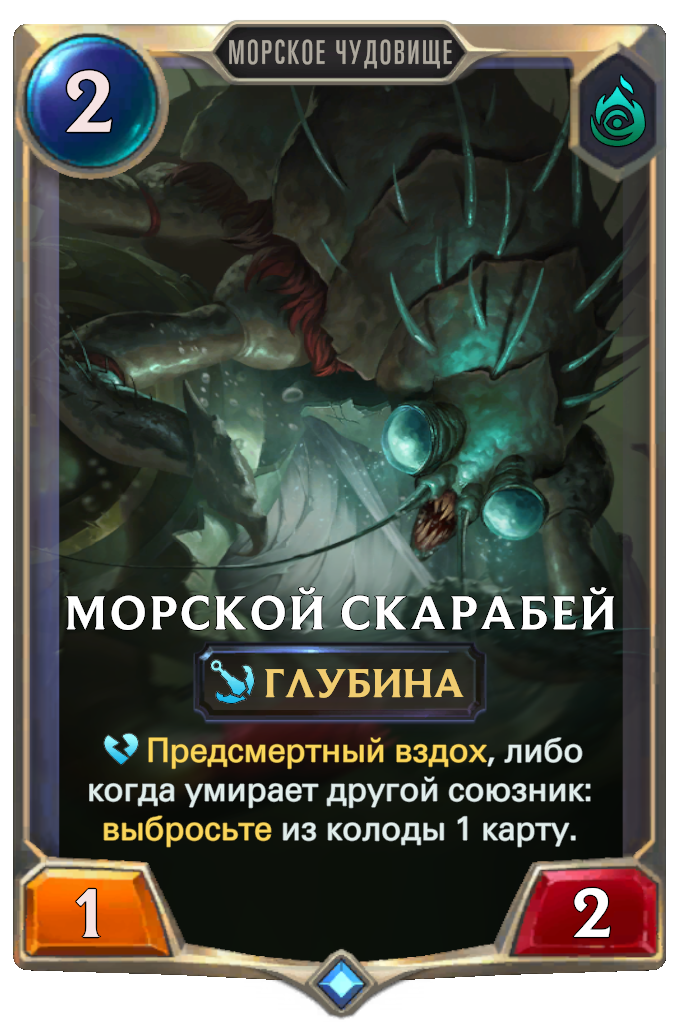 МОРСКОЕ ЧУДОВИЩЕ
2
МОРСКОЙ СКАРАБЕЙ
ГЛУБИНА
Предсмертный вздох, либо
когда умирает другой союзник:
выбросьте из колоды 1 карту.
1
2